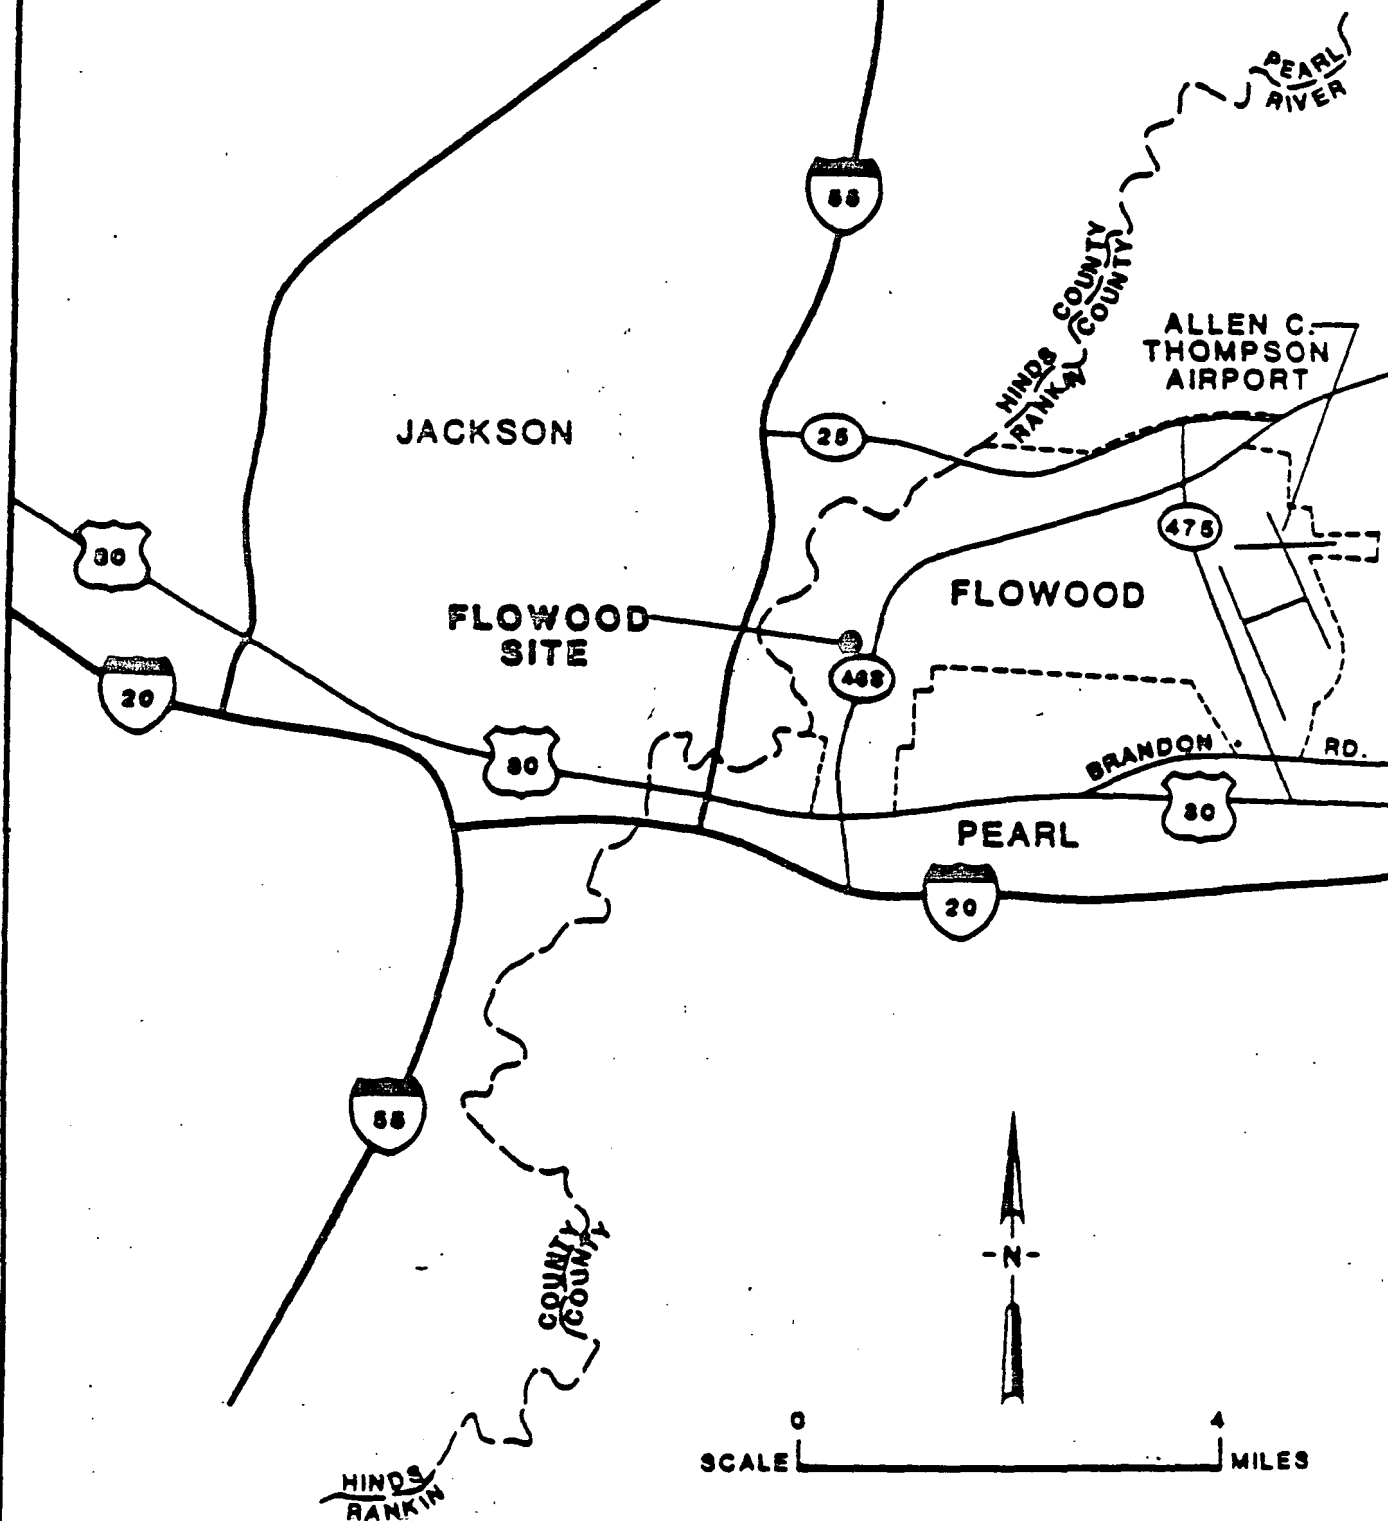 PEARL
RIVER
55
HINDS COUNTY
RANKIN COUNTY
ALLEN C.
THOMPSON
AIRPORT
JACKSON
25
475
80
FLOWOOD
FLOWOOD
SITE
468
20
80
BRANDON RD.
80
PEARL
20
55
N
COUNTY
COUNTY
0 4
SCALE MILES
HINDS
RANKIN